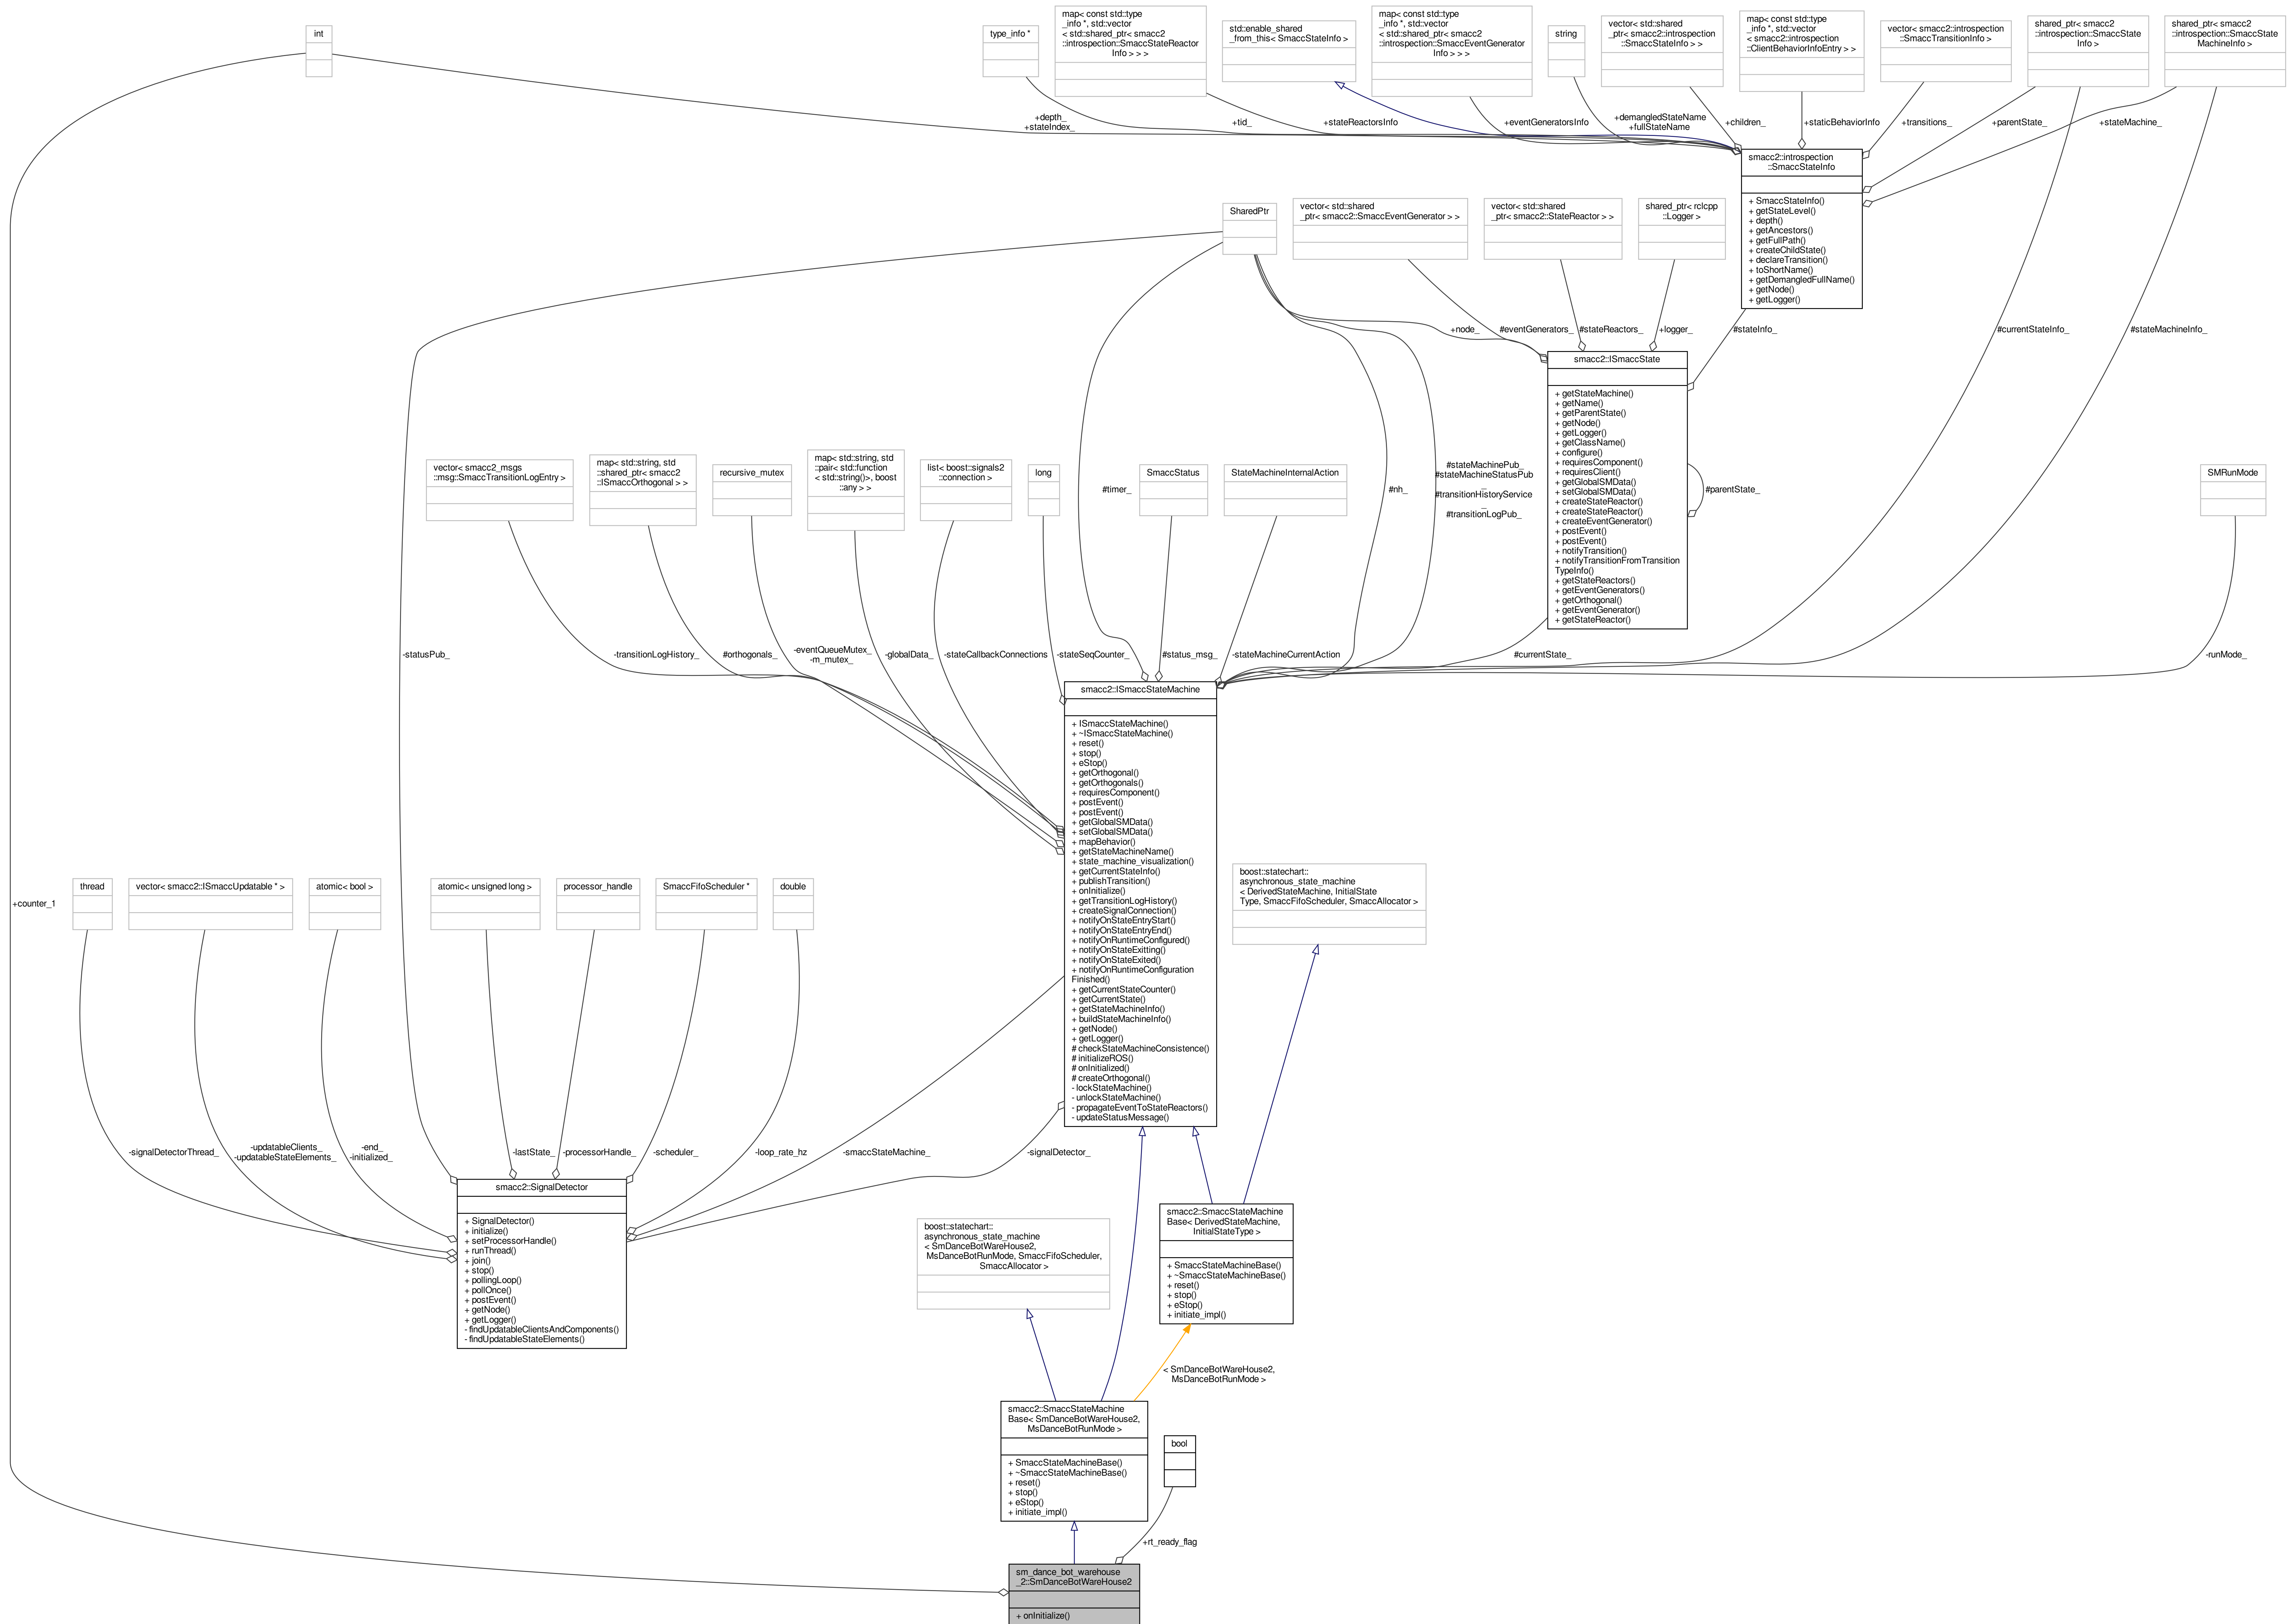 int
type_info *
map< const std::type
_info *, std::vector
< std::shared_ptr< smacc2
::introspection::SmaccStateReactor
Info > > >
std::enable_shared
_from_this< SmaccStateInfo >
map< const std::type
_info *, std::vector
< std::shared_ptr< smacc2
::introspection::SmaccEventGenerator
Info > > >
string
vector< std::shared
_ptr< smacc2::introspection
::SmaccStateInfo > >
map< const std::type
_info *, std::vector
< smacc2::introspection
::ClientBehaviorInfoEntry > >
vector< smacc2::introspection
::SmaccTransitionInfo >
shared_ptr< smacc2
::introspection::SmaccState
Info >
shared_ptr< smacc2
::introspection::SmaccState
MachineInfo >
+depth_
+stateIndex_
+tid_
+stateReactorsInfo
+eventGeneratorsInfo
+demangledStateName
+fullStateName
+children_
+staticBehaviorInfo
+transitions_
+parentState_
+stateMachine_
smacc2::introspection
::SmaccStateInfo
+ SmaccStateInfo()
+ getStateLevel()
+ depth()
+ getAncestors()
+ getFullPath()
+ createChildState()
+ declareTransition()
+ toShortName()
+ getDemangledFullName()
+ getNode()
+ getLogger()
SharedPtr
vector< std::shared
_ptr< smacc2::SmaccEventGenerator > >
vector< std::shared
_ptr< smacc2::StateReactor > >
shared_ptr< rclcpp
::Logger >
+node_
#eventGenerators_
#stateReactors_
+logger_
#stateInfo_
#currentStateInfo_
#stateMachineInfo_
smacc2::ISmaccState
+ getStateMachine()
+ getName()
+ getParentState()
+ getNode()
+ getLogger()
+ getClassName()
+ configure()
+ requiresComponent()
+ requiresClient()
+ getGlobalSMData()
+ setGlobalSMData()
+ createStateReactor()
+ createStateReactor()
+ createEventGenerator()
+ postEvent()
+ postEvent()
+ notifyTransition()
+ notifyTransitionFromTransition
TypeInfo()
+ getStateReactors()
+ getEventGenerators()
+ getOrthogonal()
+ getEventGenerator()
+ getStateReactor()
#parentState_
vector< smacc2_msgs
::msg::SmaccTransitionLogEntry >
map< std::string, std
::shared_ptr< smacc2
::ISmaccOrthogonal > >
recursive_mutex
map< std::string, std
::pair< std::function
< std::string()>, boost
::any > >
list< boost::signals2
::connection >
long
SmaccStatus
StateMachineInternalAction
SMRunMode
#timer_
#stateMachinePub_
#stateMachineStatusPub
_
#transitionHistoryService
_
#transitionLogPub_
#nh_
-statusPub_
-transitionLogHistory_
#orthogonals_
-eventQueueMutex_
-m_mutex_
-globalData_
-stateCallbackConnections
-stateSeqCounter_
#status_msg_
-stateMachineCurrentAction
#currentState_
-runMode_
smacc2::ISmaccStateMachine
+ ISmaccStateMachine()
+ ~ISmaccStateMachine()
+ reset()
+ stop()
+ eStop()
+ getOrthogonal()
+ getOrthogonals()
+ requiresComponent()
+ postEvent()
+ postEvent()
+ getGlobalSMData()
+ setGlobalSMData()
+ mapBehavior()
+ getStateMachineName()
+ state_machine_visualization()
+ getCurrentStateInfo()
+ publishTransition()
+ onInitialize()
+ getTransitionLogHistory()
+ createSignalConnection()
+ notifyOnStateEntryStart()
+ notifyOnStateEntryEnd()
+ notifyOnRuntimeConfigured()
+ notifyOnStateExitting()
+ notifyOnStateExited()
+ notifyOnRuntimeConfiguration
Finished()
+ getCurrentStateCounter()
+ getCurrentState()
+ getStateMachineInfo()
+ buildStateMachineInfo()
+ getNode()
+ getLogger()
# checkStateMachineConsistence()
# initializeROS()
# onInitialized()
# createOrthogonal()
- lockStateMachine()
- unlockStateMachine()
- propagateEventToStateReactors()
- updateStatusMessage()
+counter_1
thread
vector< smacc2::ISmaccUpdatable * >
atomic< bool >
atomic< unsigned long >
processor_handle
SmaccFifoScheduler *
double
boost::statechart::
asynchronous_state_machine
< DerivedStateMachine, InitialState
Type, SmaccFifoScheduler, SmaccAllocator >
-signalDetectorThread_
-updatableClients_
-updatableStateElements_
-end_
-initialized_
-lastState_
-processorHandle_
-scheduler_
-loop_rate_hz
-smaccStateMachine_
-signalDetector_
smacc2::SignalDetector
+ SignalDetector()
+ initialize()
+ setProcessorHandle()
+ runThread()
+ join()
+ stop()
+ pollingLoop()
+ pollOnce()
+ postEvent()
+ getNode()
+ getLogger()
- findUpdatableClientsAndComponents()
- findUpdatableStateElements()
boost::statechart::
asynchronous_state_machine
< SmDanceBotWareHouse2,
MsDanceBotRunMode, SmaccFifoScheduler,
SmaccAllocator >
smacc2::SmaccStateMachine
Base< DerivedStateMachine,
InitialStateType >
+ SmaccStateMachineBase()
+ ~SmaccStateMachineBase()
+ reset()
+ stop()
+ eStop()
+ initiate_impl()
< SmDanceBotWareHouse2,
MsDanceBotRunMode >
smacc2::SmaccStateMachine
Base< SmDanceBotWareHouse2,
MsDanceBotRunMode >
+ SmaccStateMachineBase()
+ ~SmaccStateMachineBase()
+ reset()
+ stop()
+ eStop()
+ initiate_impl()
bool
+rt_ready_flag
sm_dance_bot_warehouse
_2::SmDanceBotWareHouse2
+ onInitialize()